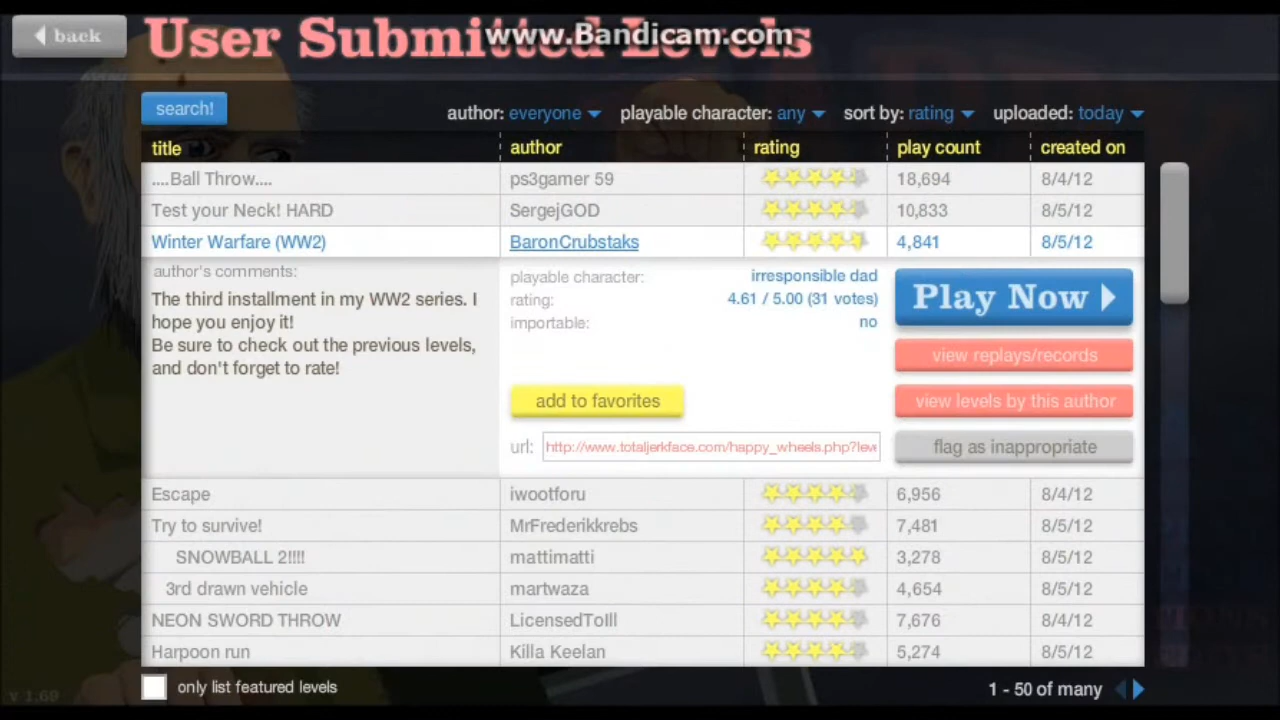 back
User Submitted Levels
www.Bandicam.com
search!
author: everyone playable character: any sort by: rating uploaded: today
title author rating play count created on
....Ball Throw.... ps3gamer 59 18,694 8/4/12
Test your Neck! HARD SergejGOD 10,833 8/5/12
Winter Warfare (WW2) BaronCrubstaks 4,841 8/5/12
author's comments:
The third installment in my WW2 series. I
hope you enjoy it!
Be sure to check out the previous levels,
and don't forget to rate!
playable character: irresponsible dad
rating: 4.61 / 5.00 (31 votes)
importable: no
add to favorites
url: http://www.totaljerkface.com/happy_wheels.php?leve
Play Now
view replays/records
view levels by this author
flag as inappropriate
Escape iwootforu 6,956 8/4/12
Try to survive! MrFrederikkrebs 7,481 8/5/12
SNOWBALL 2!!!! mattimatti 3,278 8/5/12
3rd drawn vehicle martwaza 4,654 8/5/12
NEON SWORD THROW LicensedToIll 7,676 8/4/12
Harpoon run Killa Keelan 5,274 8/5/12
only list featured levels
1 - 50 of many
v 1.69